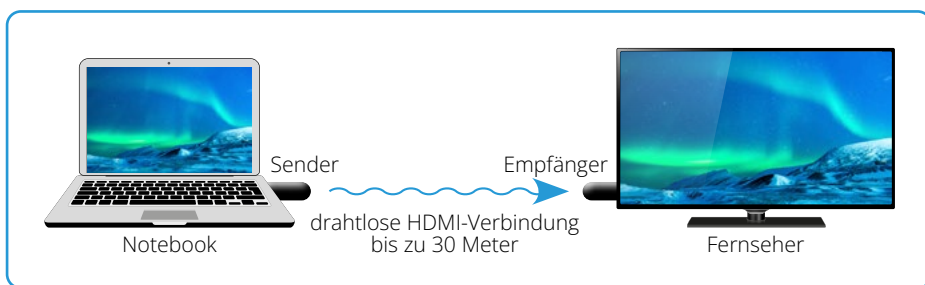 Sender
Empfänger
drahtlose HDMI-Verbindung
bis zu 30 Meter
Notebook
Fernseher